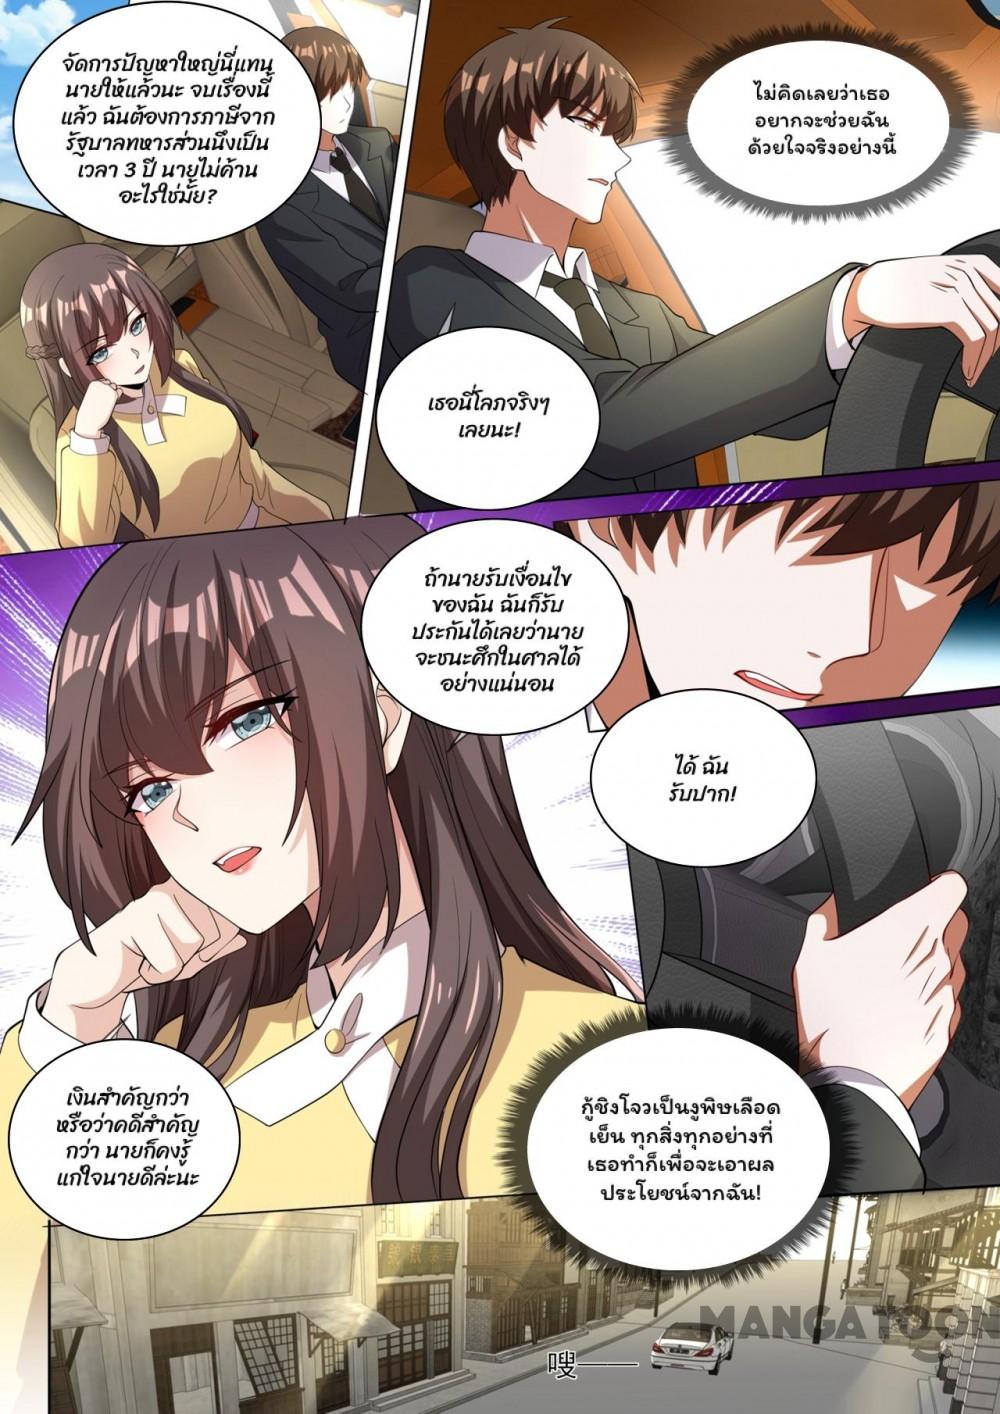 จัดการปัญหาใหญ่นี่แทน
นายให้แล้วนะ จบเรื่องนี้
แล้ว ฉันต้องการภาษีจาก
รัฐบาลทหารส่วนนึงเป็น
เวลา 3 ปี นายไม่ค้าน
อะไรใช่มั้ย?
ไม่คิดเลยว่าเธอ
อยากจะช่วยฉัน
ด้วยใจจริงอย่างนี้
เธอนี่โลภจริงๆ
เลยนะ!
ถ้านายรับเงื่อนไข
ของฉัน ฉันก็รับ
ประกันได้เลยว่านาย
จะชนะศึกในศาลได้
อย่างแน่นอน
ได้ ฉัน
รับปาก!
เงินสำคัญกว่า
หรือว่าคดีสำคัญ
กว่า นายก็คงรู้
แก่ใจนายดีล่ะนะ
กู้ชิงโจวเป็นงูพิษเลือด
เย็น ทุกสิ่งทุกอย่างที่
เธอทำก็เพื่อจะเอาผล
ประโยชน์จากฉัน!
MANGATOON
嗖——